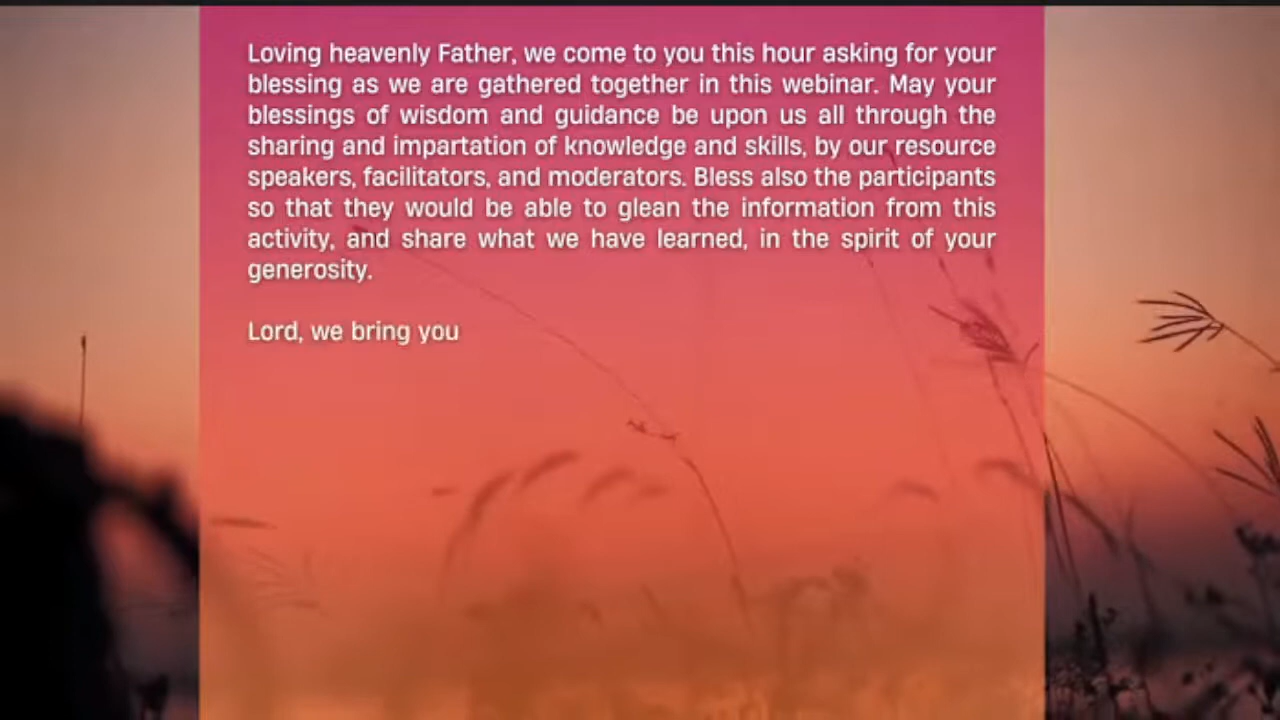 Loving heavenly Father, we come to you this hour asking for your
blessing as we are gathered together in this webinar. May your
blessings of wisdom and guidance be upon us all through the
sharing and impartation of knowledge and skills, by our resource
speakers, facilitators, and moderators. Bless also the participants
so that they would be able to glean the information from this
activity, and share what we have learned, in the spirit of your
generosity.
Lord, we bring you